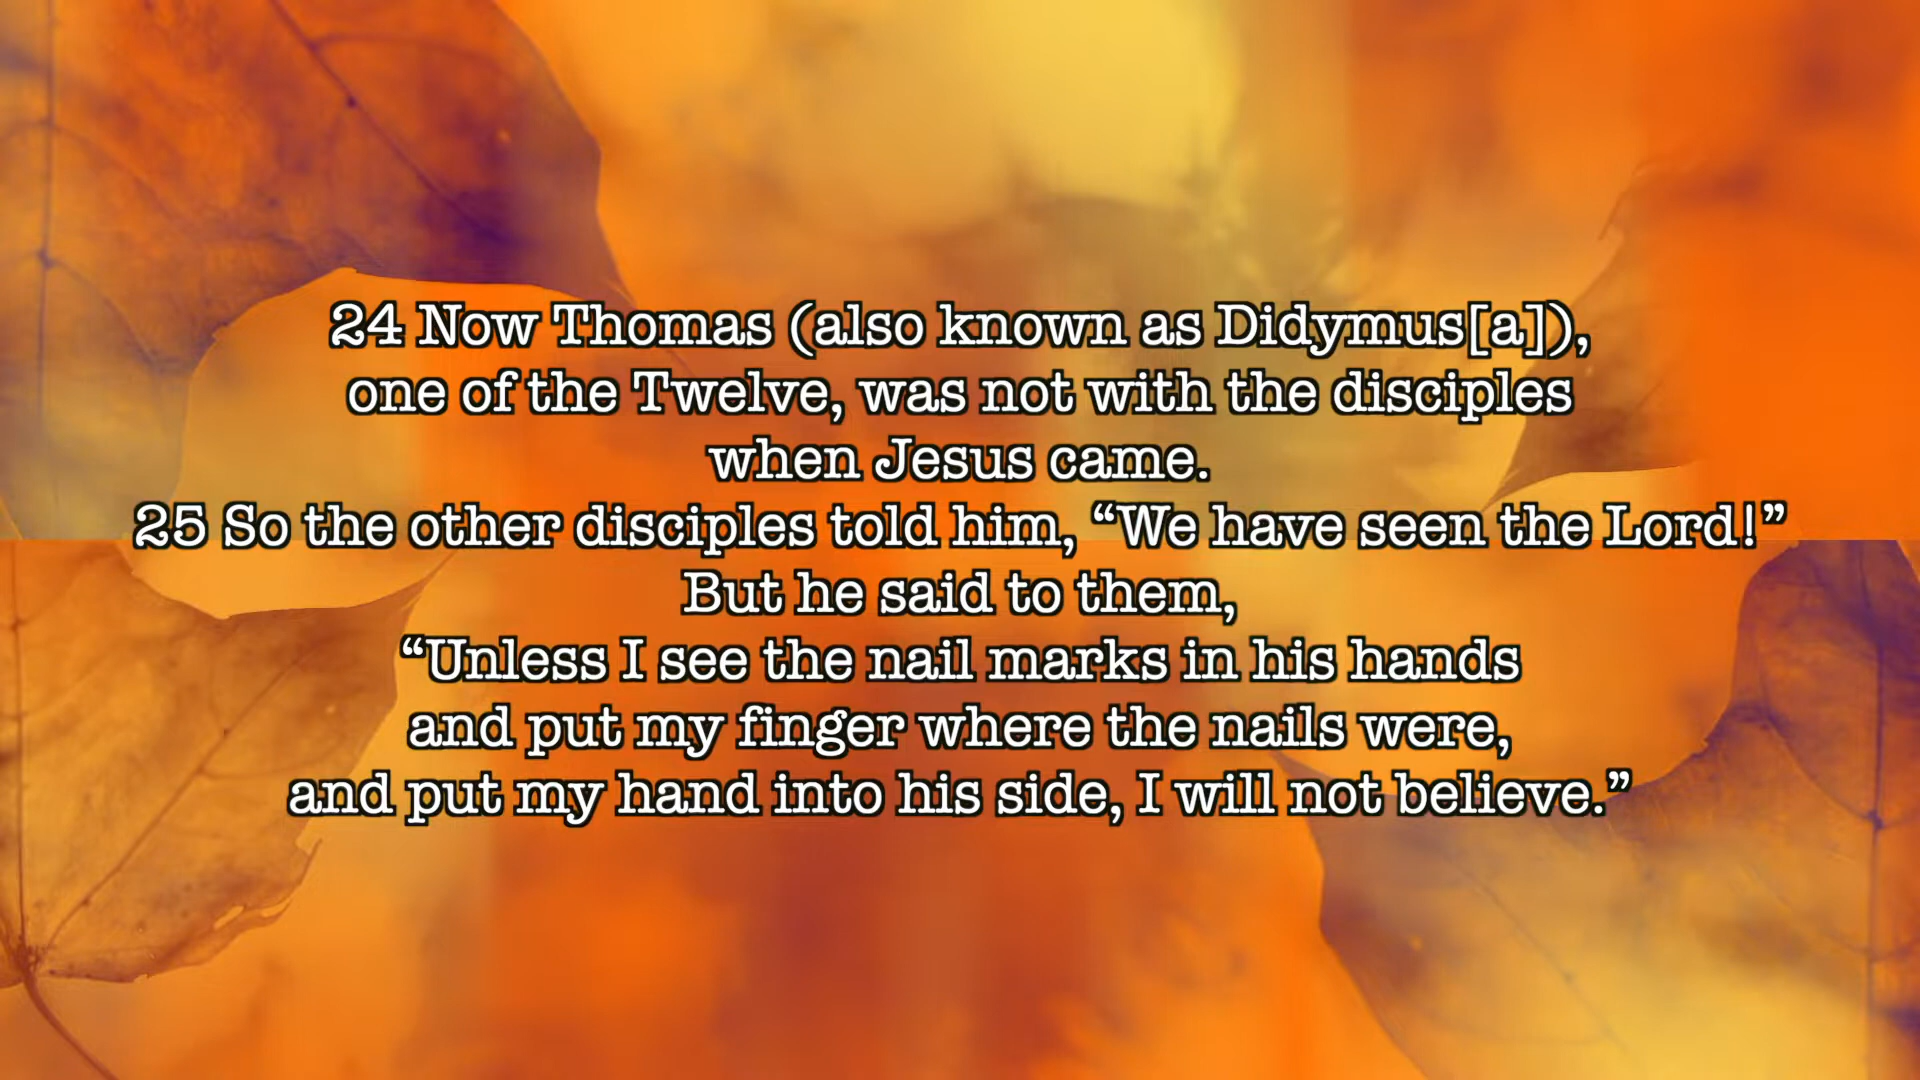 24 Now Thomas (also known as Didymus[a]),
one of the Twelve, was not with the disciples
when Jesus came.
25 So the other disciples told him, “We have seen the Lord!”
But he said to them,
“Unless I see the nail marks in his hands
and put my finger where the nails were,
and put my hand into his side, I will not believe.”